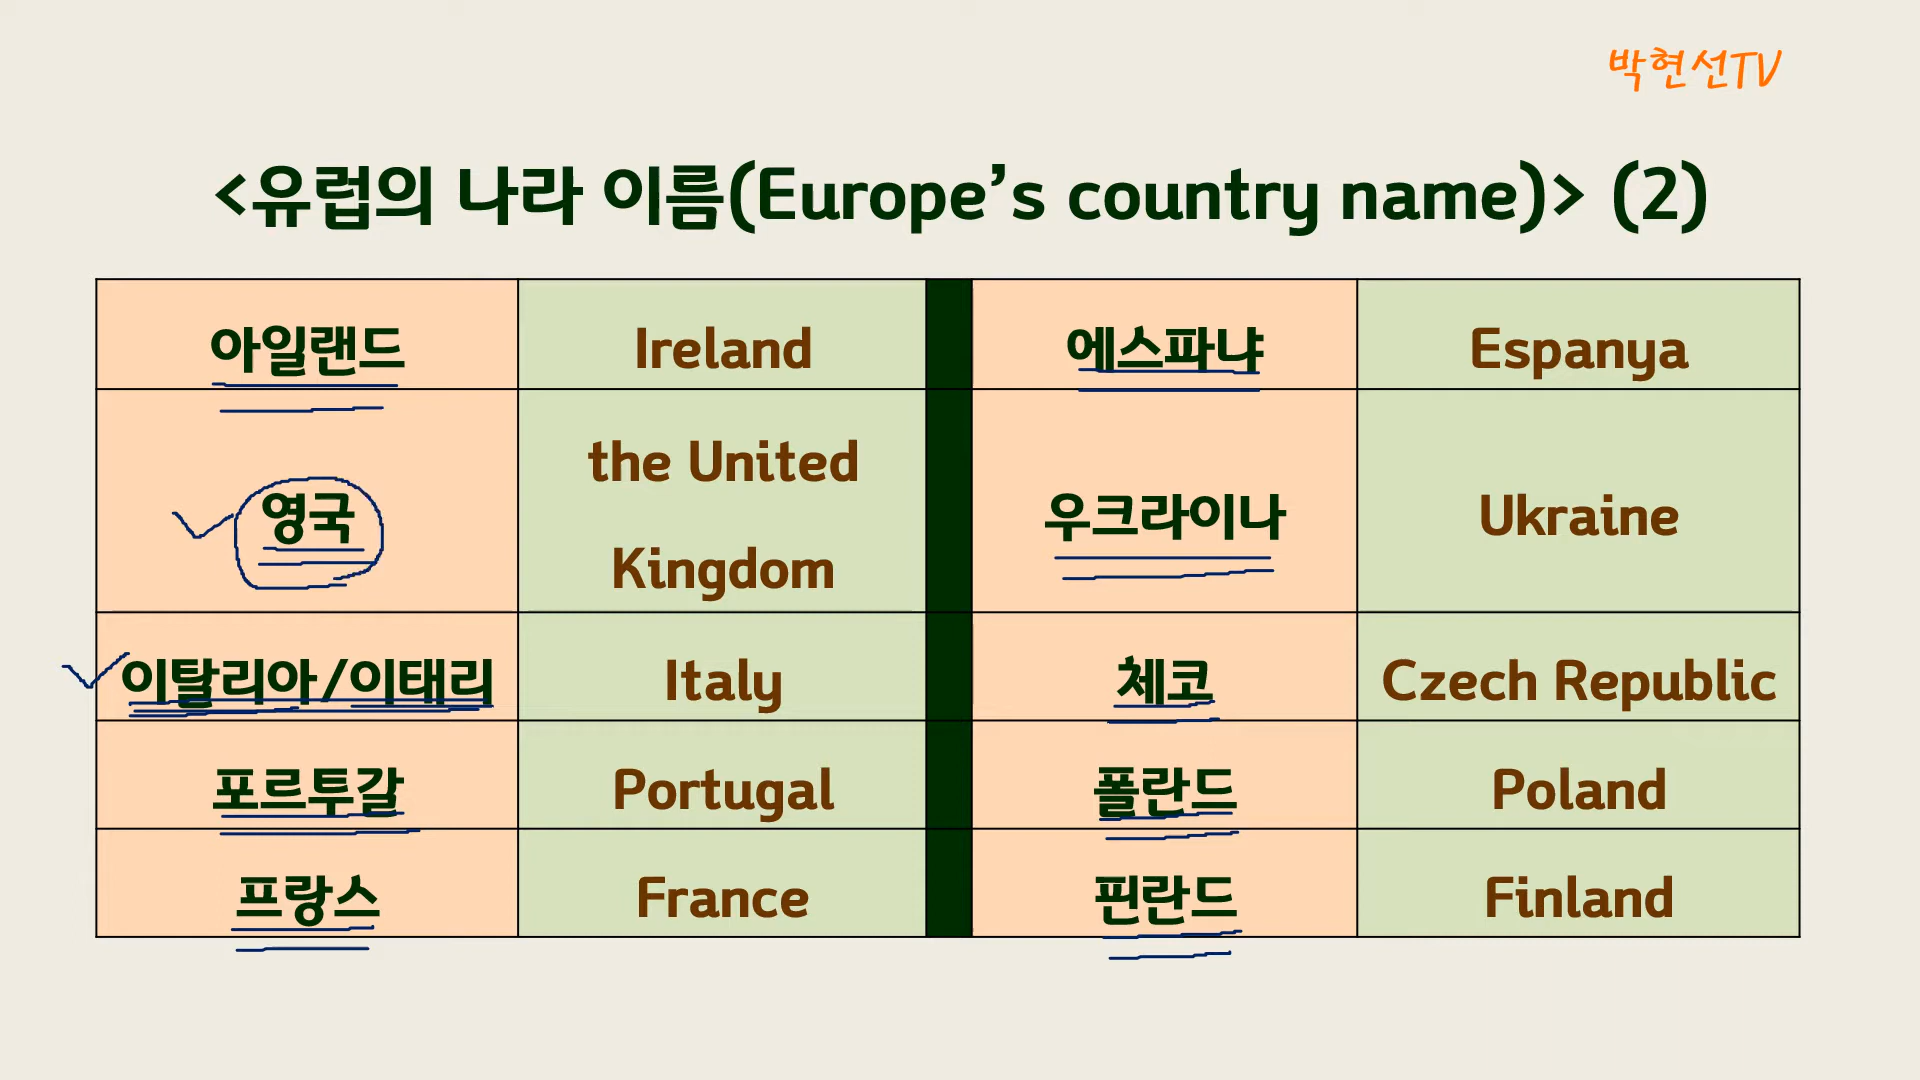 박현선TV
<유럽의 나라 이름(Europe’s country name)> (2)
아일랜드 Ireland 에스파냐 Espanya
영국 the United Kingdom 우크라이나 Ukraine
이탈리아/이태리 Italy 체코 Czech Republic
포르투갈 Portugal 폴란드 Poland
프랑스 France 핀란드 Finland